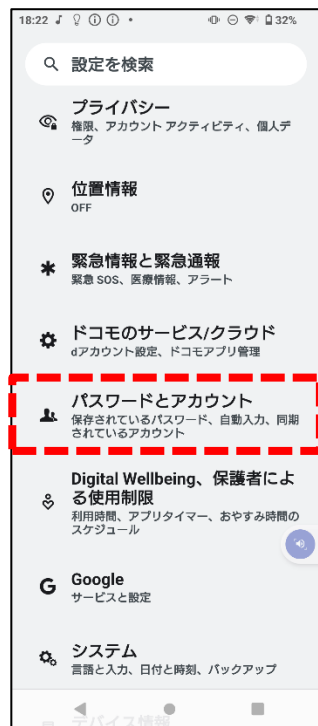 18:22 32%
設定を検索
プライバシー
権限、アカウント アクティビティ、個人デ
ータ
位置情報
OFF
緊急情報と緊急通報
緊急 SOS、医療情報、アラート
ドコモのサービス/クラウド
dアカウント設定、ドコモアプリ管理
パスワードとアカウント
保存されているパスワード、自動入力、同期
されているアカウント
Digital Wellbeing、保護者によ
る使用制限
利用時間、アプリタイマー、おやすみ時間の
スケジュール
Google
サービスと設定
システム
言語と入力、日付と時刻、バックアップ
デバイス情報